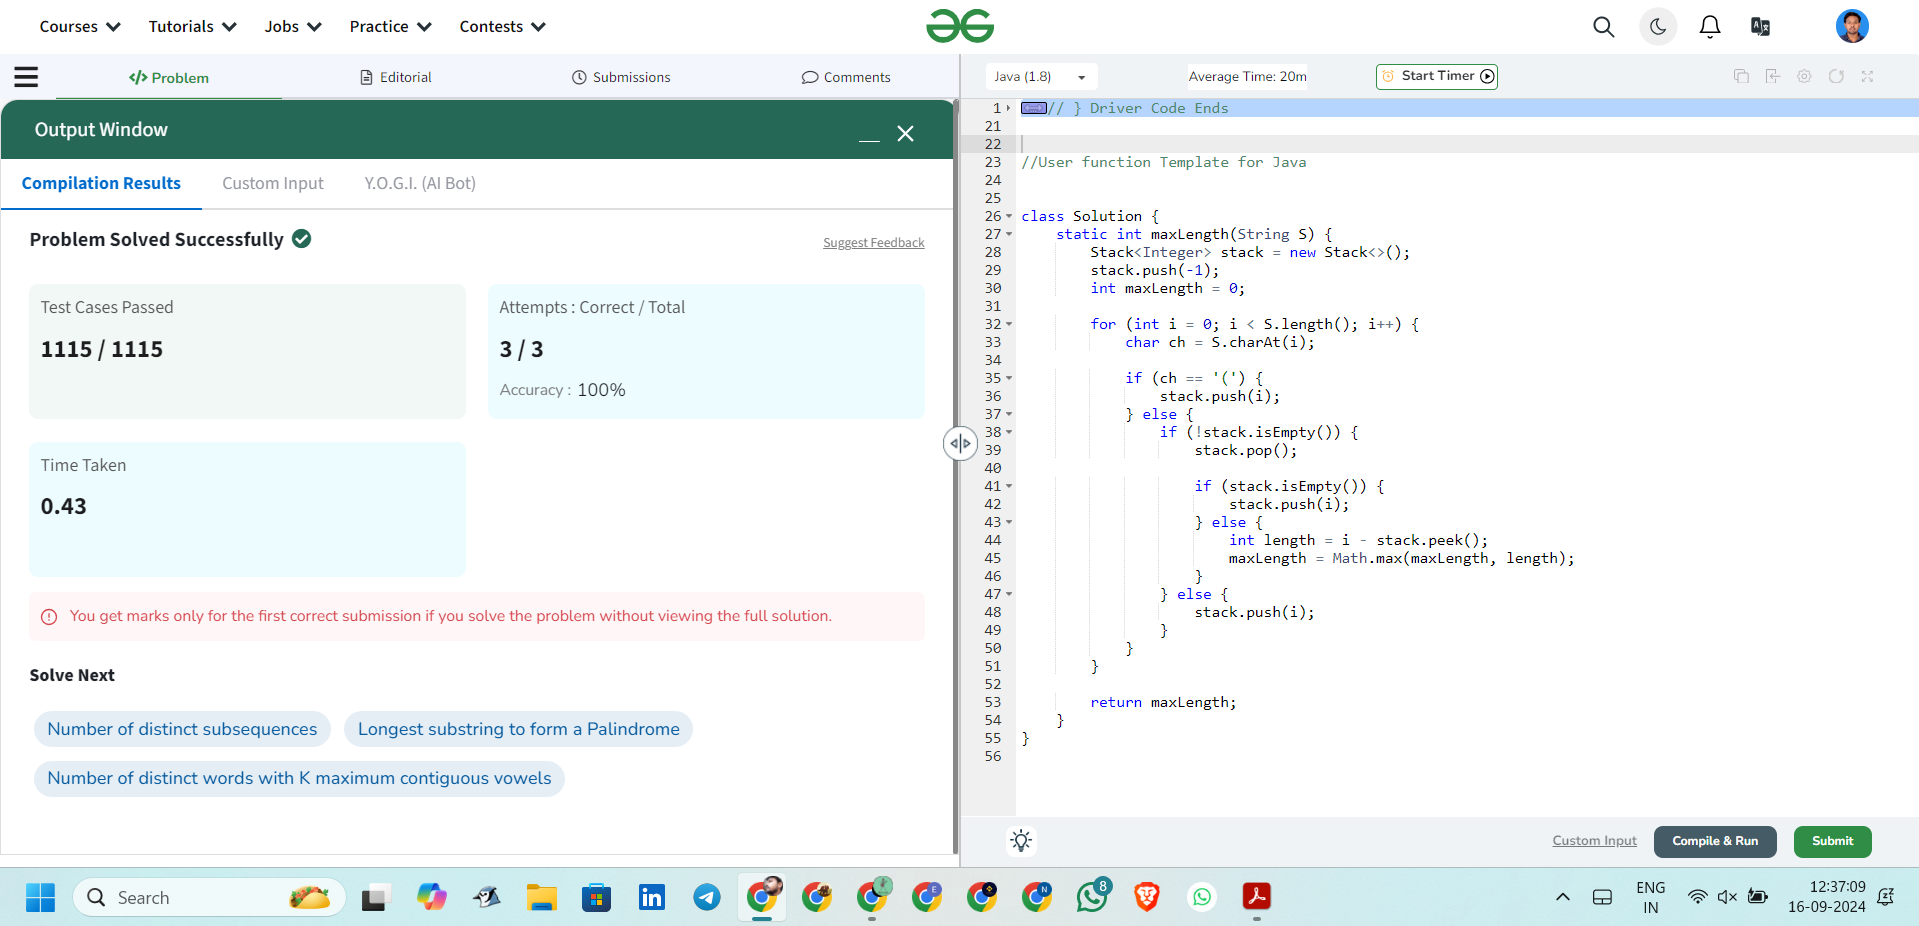 Courses Tutorials Jobs Practice Contests
Problem Editorial Submissions Comments
Output Window
Compilation Results Custom Input Y.O.G.I. (AI Bot)
Problem Solved Successfully
Suggest Feedback
Test Cases Passed
1115 / 1115
Attempts : Correct / Total
3 / 3
Accuracy : 100%
Time Taken
0.43
You get marks only for the first correct submission if you solve the problem without viewing the full solution.
Solve Next
Number of distinct subsequences
Longest substring to form a Palindrome
Number of distinct words with K maximum contiguous vowels
Java (1.8) Average Time: 20m Start Timer
1 // } Driver Code Ends
21
22
23 //User function Template for Java
24
25
26 class Solution {
27     static int maxLength(String S) {
28         Stack<Integer> stack = new Stack<>();
29         stack.push(-1);
30         int maxLength = 0;
31
32         for (int i = 0; i < S.length(); i++) {
33             char ch = S.charAt(i);
34
35             if (ch == '(') {
36                 stack.push(i);
37             } else {
38                 if (!stack.isEmpty()) {
39                     stack.pop();
40
41                     if (stack.isEmpty()) {
42                         stack.push(i);
43                     } else {
44                         int length = i - stack.peek();
45                         maxLength = Math.max(maxLength, length);
46                     }
47                 } else {
48                     stack.push(i);
49                 }
50             }
51         }
52
53         return maxLength;
54     }
55 }
56
Custom Input Compile & Run Submit
Search
8
ENG
IN
12:37:09
16-09-2024